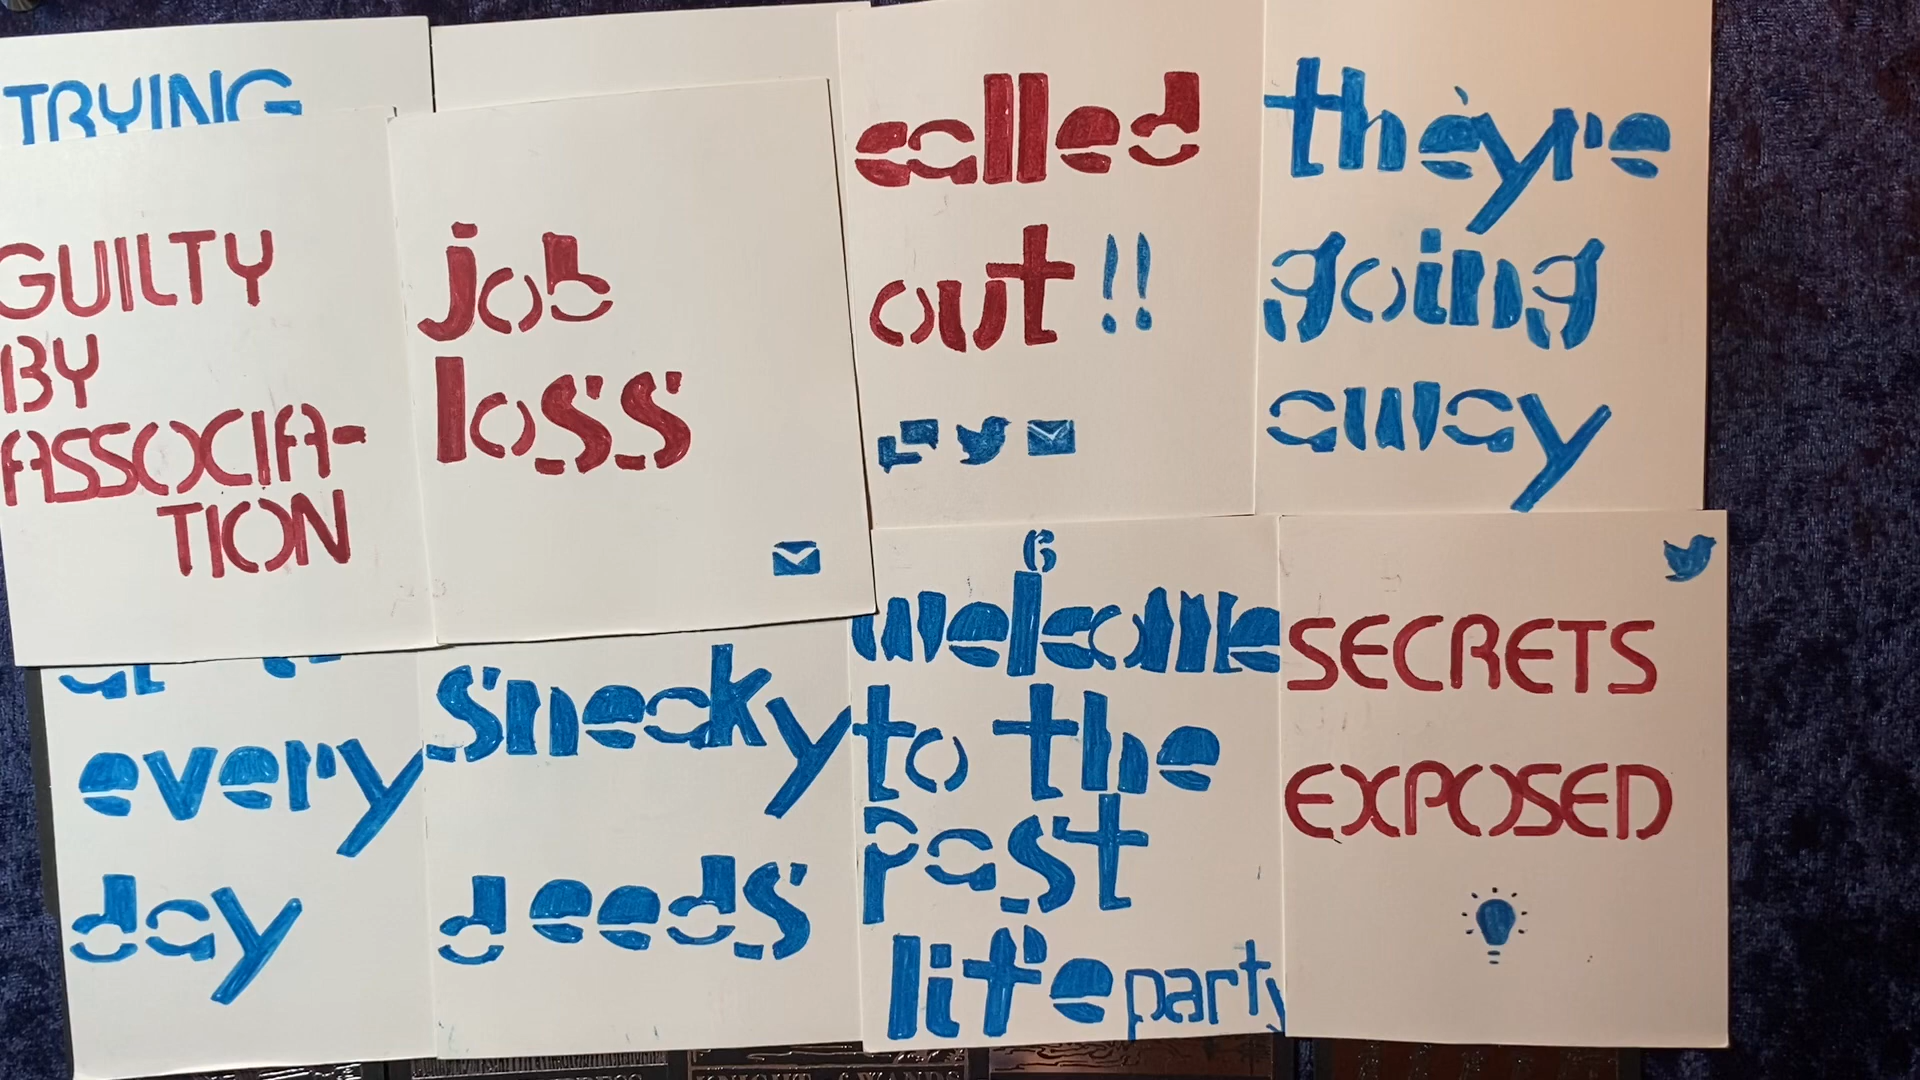 TRYING
GUILTY
BY
ASSOCIA-
TION
job
loss
called
out!!
they're
going
away
every
day
sneaky
deeds
6
welcome
to the
past
life party
SECRETS
EXPOSED